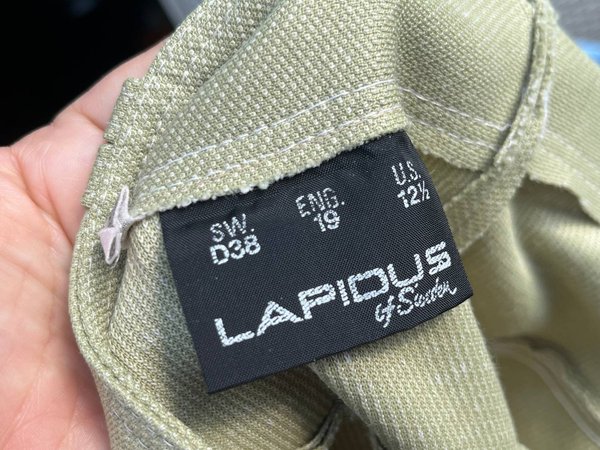 SW. ENG. U.S.
D38 19 12½
LAPIDUS
of Sweden